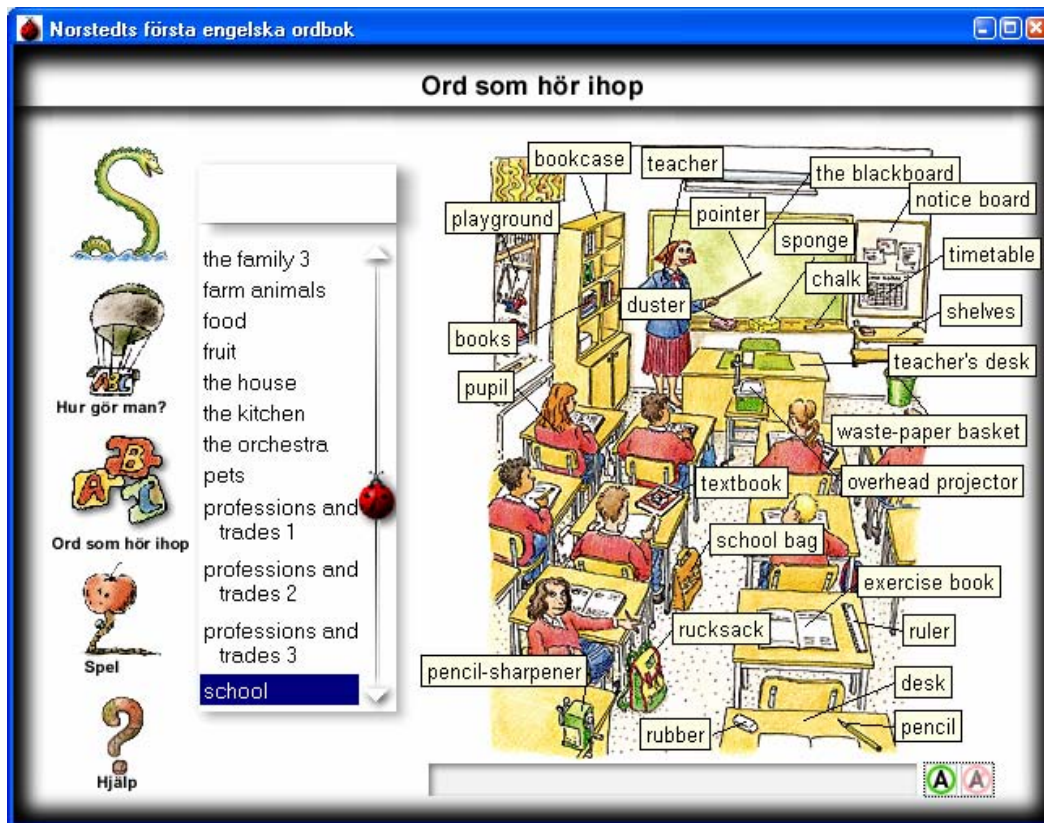 Norstedts första engelska ordbok
Ord som hör ihop
Hur gör man?
Ord som hör ihop
Spel
Hjälp
the family 3
farm animals
food
fruit
the house
the kitchen
the orchestra
pets
professions and
trades 1
professions and
trades 2
professions and
trades 3
school
bookcase
teacher
the blackboard
notice board
playground
pointer
sponge
timetable
chalk
duster
shelves
books
teacher's desk
pupil
waste-paper basket
textbook
overhead projector
school bag
exercise book
rucksack
ruler
pencil-sharpener
desk
rubber
pencil
A A